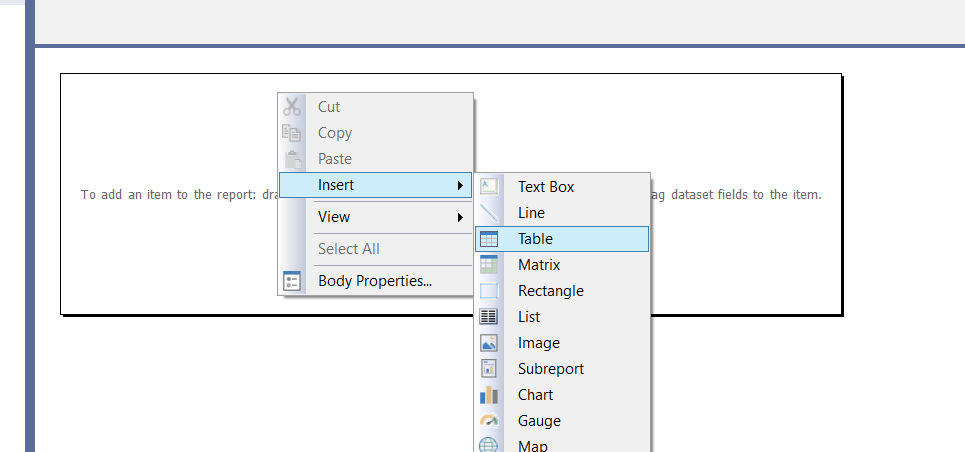 Cut
Copy
Paste
To add an item to the report: dra
ag dataset fields to the item.
Insert
View
Select All
Body Properties...
Text Box
Line
Table
Matrix
Rectangle
List
Image
Subreport
Chart
Gauge
Map